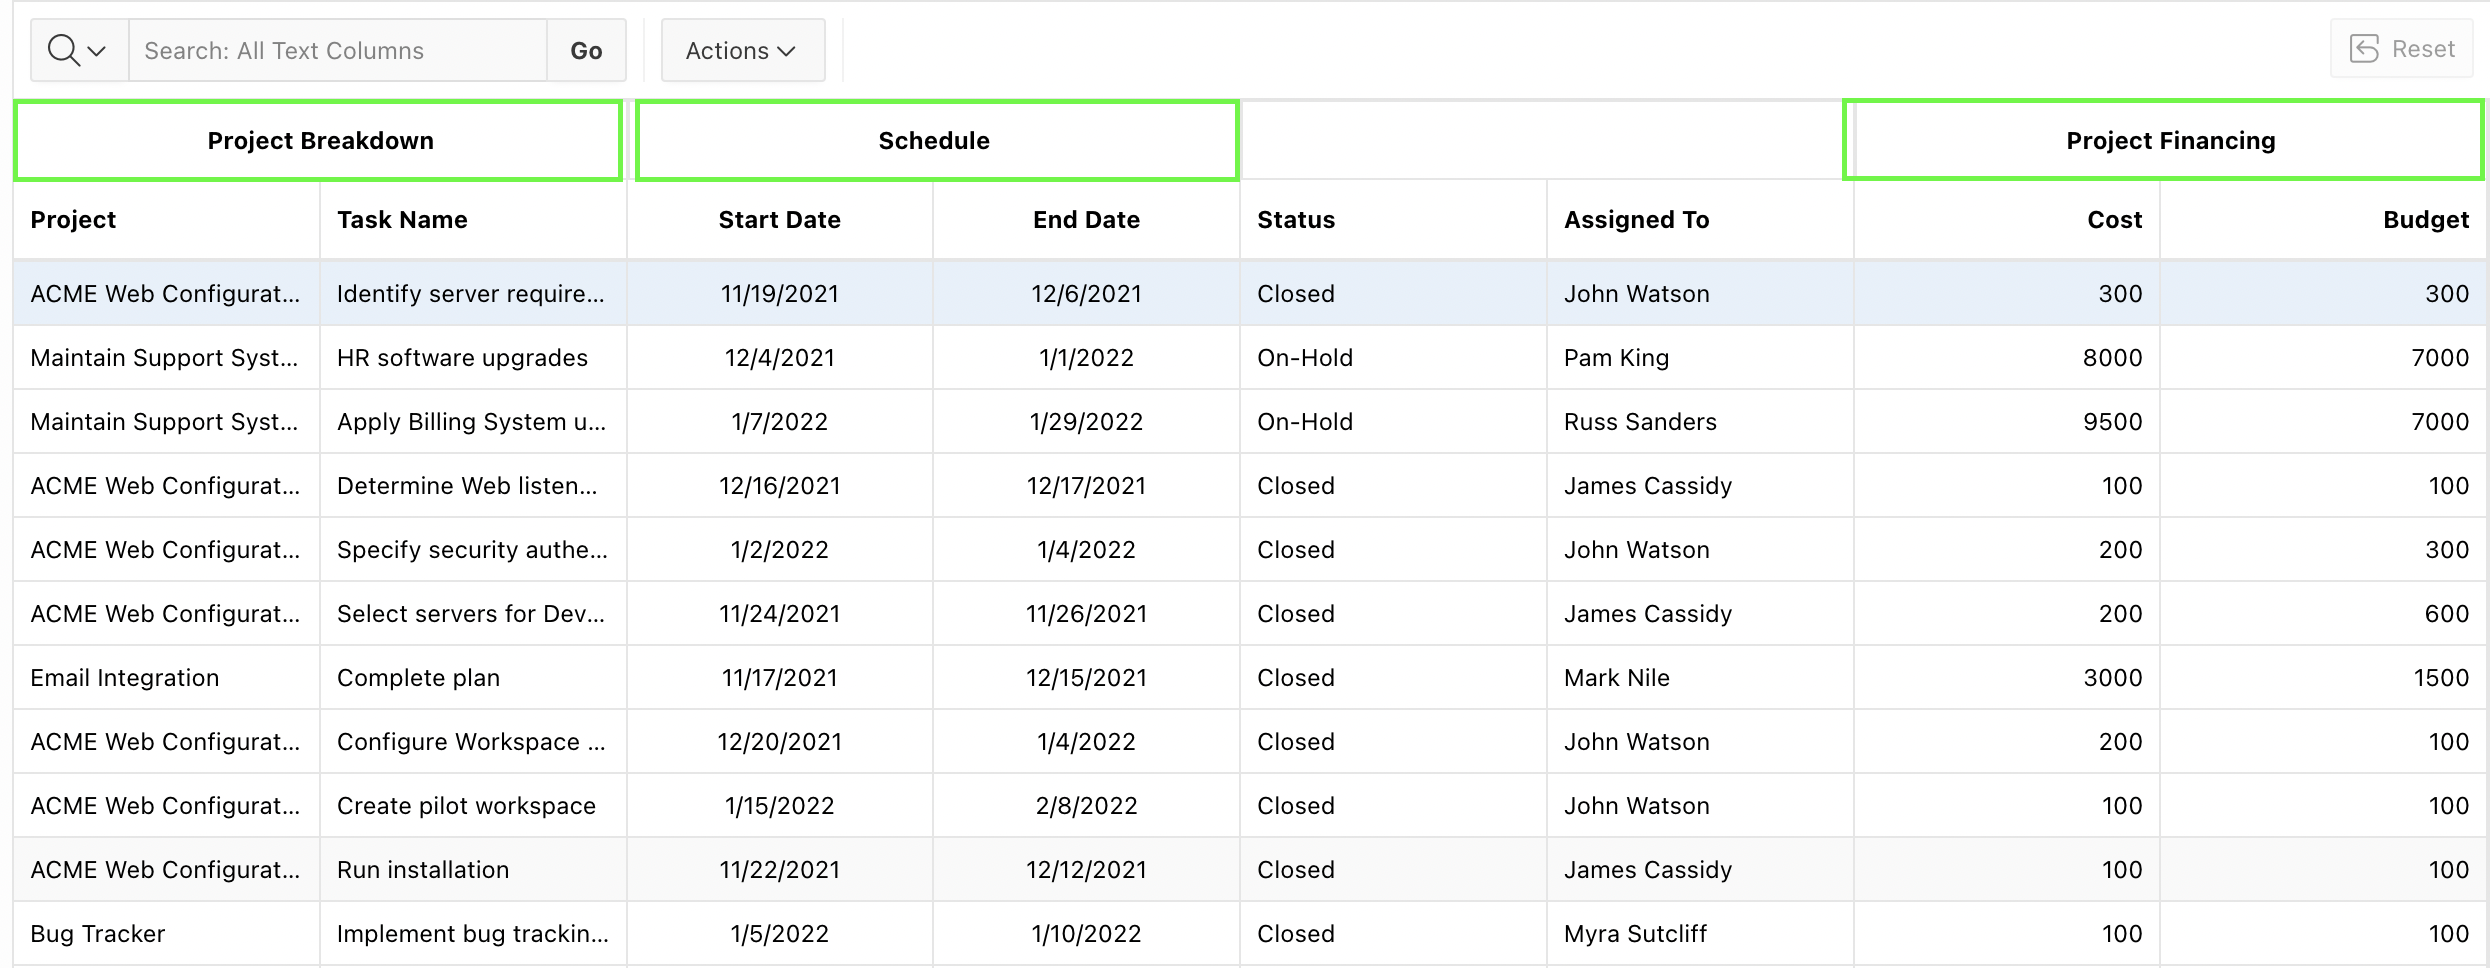 Search: All Text Columns Go Actions Reset
Project Breakdown Schedule Project Financing
Project Task Name Start Date End Date Status Assigned To Cost Budget
ACME Web Configurat... Identify server require... 11/19/2021 12/6/2021 Closed John Watson 300 300
Maintain Support Syst... HR software upgrades 12/4/2021 1/1/2022 On-Hold Pam King 8000 7000
Maintain Support Syst... Apply Billing System u... 1/7/2022 1/29/2022 On-Hold Russ Sanders 9500 7000
ACME Web Configurat... Determine Web listen... 12/16/2021 12/17/2021 Closed James Cassidy 100 100
ACME Web Configurat... Specify security authe... 1/2/2022 1/4/2022 Closed John Watson 200 300
ACME Web Configurat... Select servers for Dev... 11/24/2021 11/26/2021 Closed James Cassidy 200 600
Email Integration Complete plan 11/17/2021 12/15/2021 Closed Mark Nile 3000 1500
ACME Web Configurat... Configure Workspace ... 12/20/2021 1/4/2022 Closed John Watson 200 100
ACME Web Configurat... Create pilot workspace 1/15/2022 2/8/2022 Closed John Watson 100 100
ACME Web Configurat... Run installation 11/22/2021 12/12/2021 Closed James Cassidy 100 100
Bug Tracker Implement bug trackin... 1/5/2022 1/10/2022 Closed Myra Sutcliff 100 100